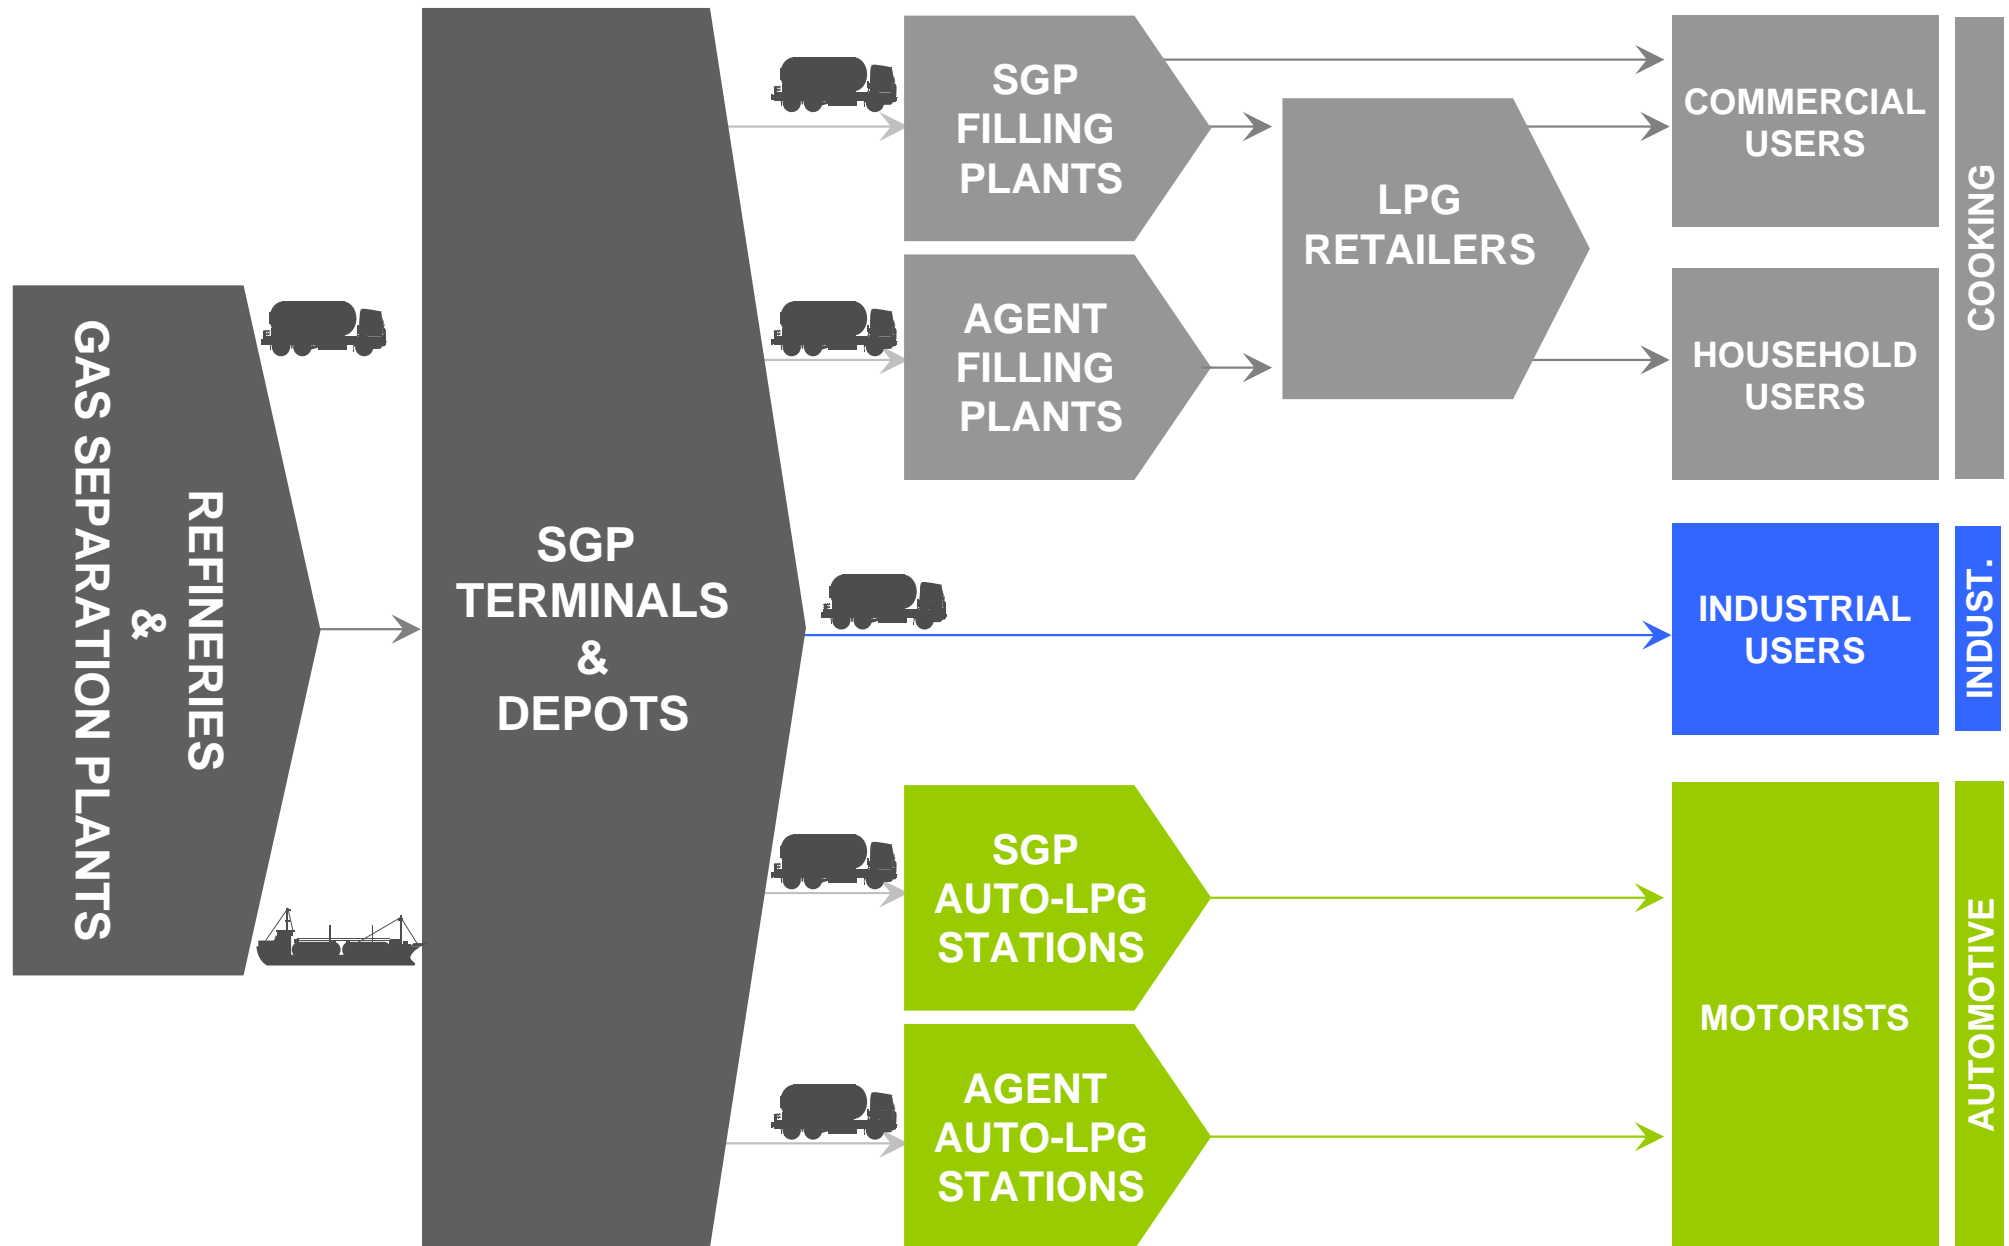 REFINERIES
&
GAS SEPARATION PLANTS
SGP
TERMINALS
&
DEPOTS
SGP
FILLING
PLANTS
AGENT
FILLING
PLANTS
LPG
RETAILERS
COMMERCIAL
USERS
HOUSEHOLD
USERS
COOKING
INDUSTRIAL
USERS
INDUST.
SGP
AUTO-LPG
STATIONS
AGENT
AUTO-LPG
STATIONS
MOTORISTS
AUTOMOTIVE